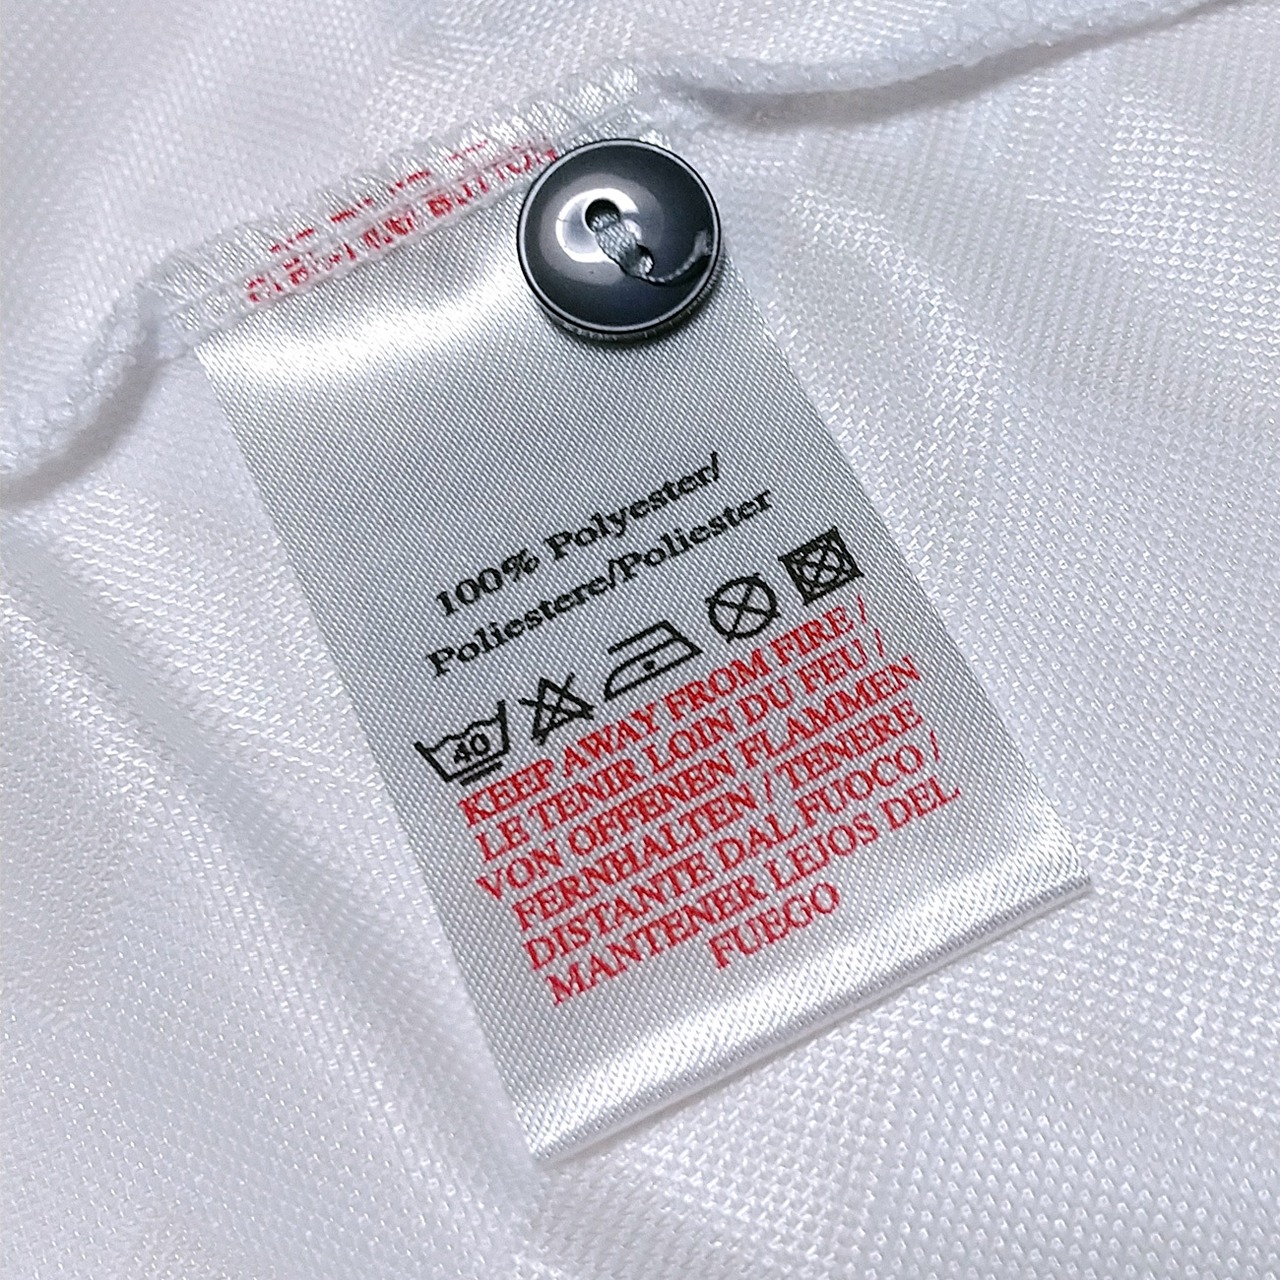 100% Polyester/
Poliestere/Poliester
40
KEEP AWAY FROM FIRE /
LE TEMIR LOIN DU FEU /
VON OFFENEN FLAMMEN
FERNHALTEN / TENERE
DISTANTE DAL FUOCO /
MANTENER LEJOS DEL
FUEGO